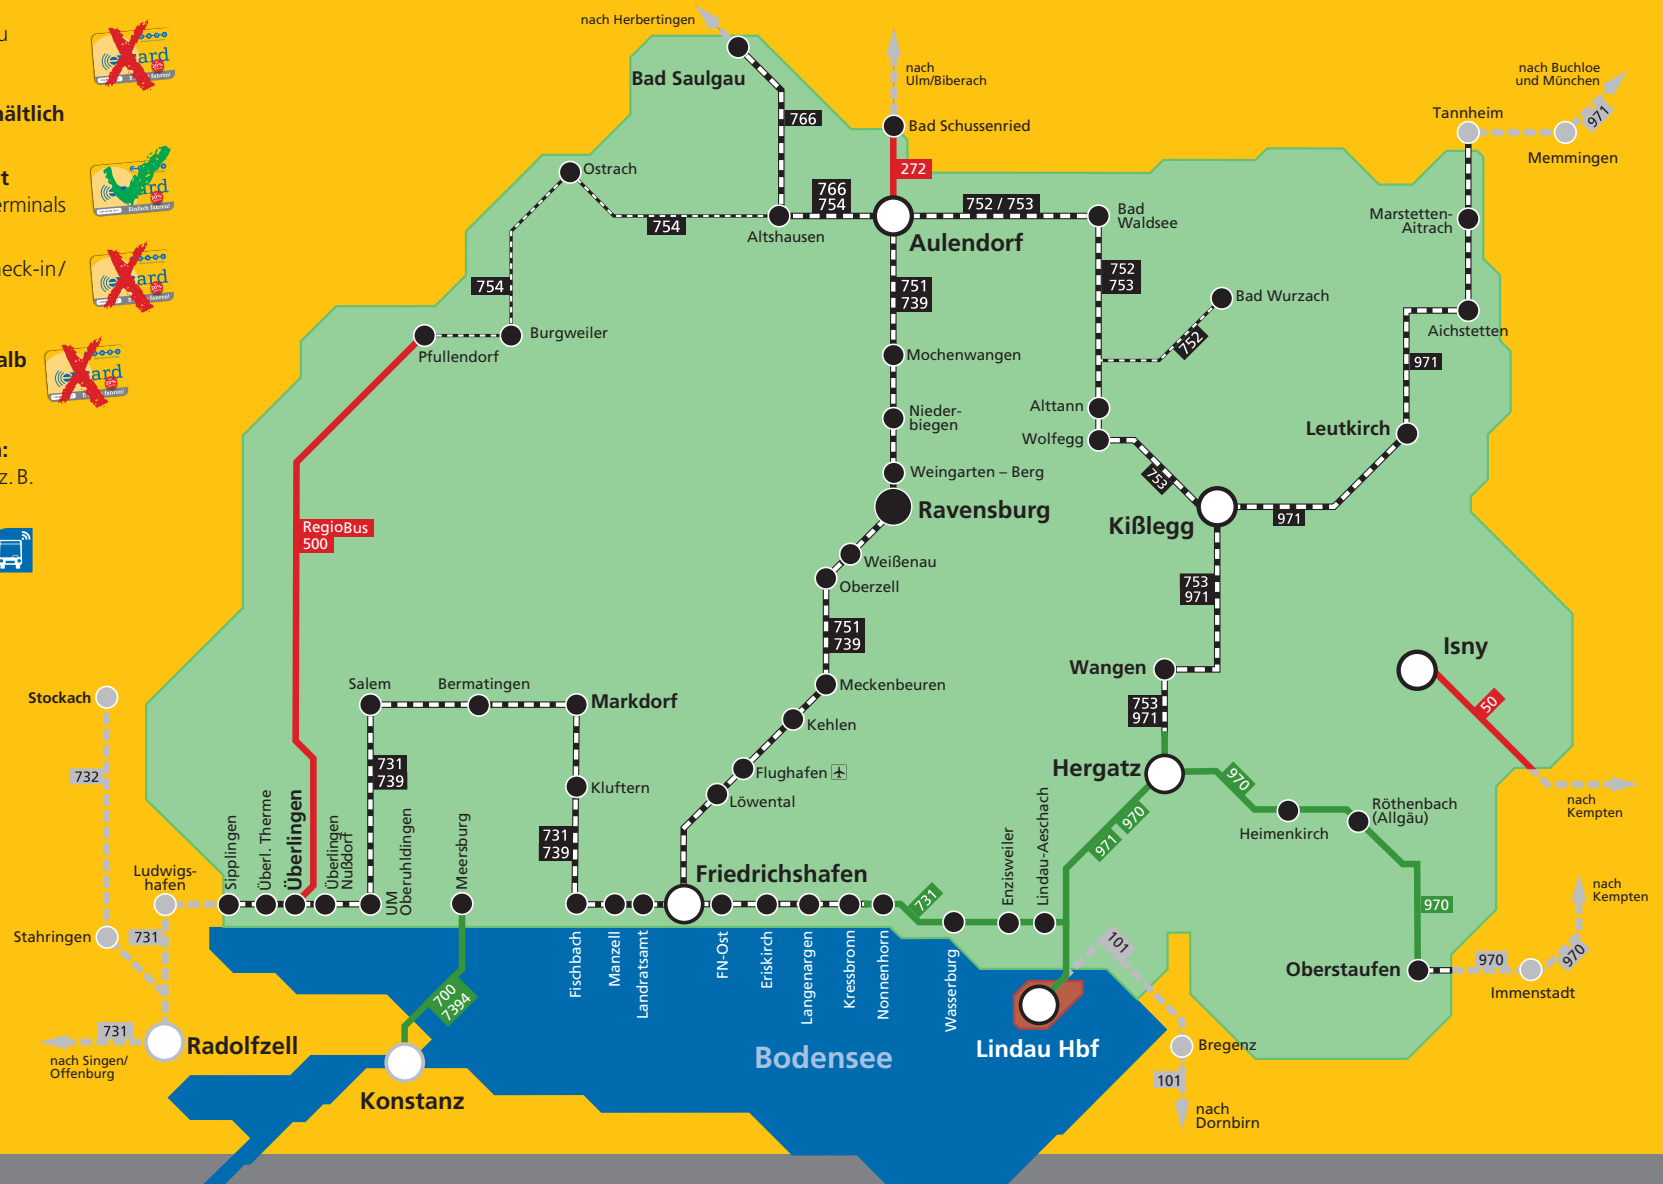 u
nach Herbertingen
Bad Saulgau
nach
Ulm/Biberach
nach Buchloe
und München
971
Tannheim
Memmingen
hältlich
766
Bad Schussenried
272
Ostrach
t
erminals
card
Einfach fahren!
766
754
752 / 753
754
Altshausen
Aulendorf
Bad
Waldsee
Marstetten-
Aitrach
neck-in/
754
751
739
752
753
Bad Wurzach
752
Burgweiler
Pfullendorf
Aichstetten
971
alb
Mochenwangen
Nieder-
biegen
Alttann
Wolfegg
Leutkirch
n:
z. B.
Weingarten – Berg
753
Ravensburg
Kißlegg
971
RegioBus
500
Weißenau
Oberzell
753
971
751
739
Isny
Wangen
50
Stockach
Salem
Bermatingen
Markdorf
Meckenbeuren
Kehlen
753
971
732
731
739
Kluftern
Flughafen
Löwental
Hergatz
970
971
970
Heimenkirch
Röthenbach
(Allgäu)
nach
Kempten
731
739
Ludwigs-
hafen
Sipplingen
Überl. Therme
Überlingen
Überlingen
Nußdorf
UM
Oberuhldingen
Meersburg
Friedrichshafen
Enzisweiler
Lindau-Aeschach
731
970
nach
Kempten
Stahringen
731
Fischbach
Manzell
Landratsamt
FN-Ost
Eriskirch
Langenargen
Kressbronn
Nonnenhorn
Wasserburg
101
Oberstaufen
970
970
Immenstadt
700
7394
731
nach Singen/
Offenburg
Radolfzell
Bodensee
Lindau Hbf
Bregenz
Konstanz
101
nach
Dornbirn